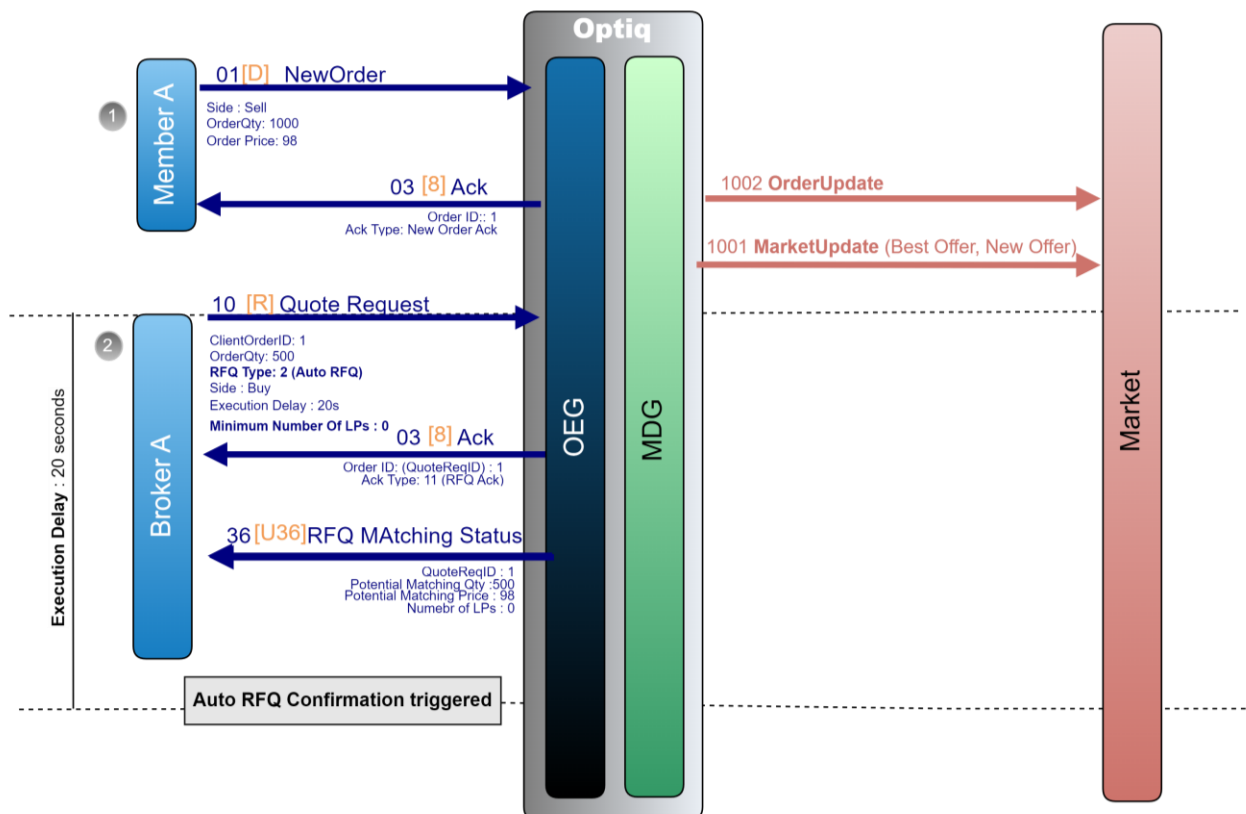 Optiq
01[D] NewOrder
1
Member A
Side : Sell
OrderQty: 1000
Order Price: 98
03 [8] Ack
Order ID:: 1
Ack Type: New Order Ack
1002 OrderUpdate
1001 MarketUpdate (Best Offer, New Offer)
OEG
MDG
Market
10 [R] Quote Request
2
Broker A
Execution Delay : 20 seconds
ClientOrderID: 1
OrderQty: 500
RFQ Type: 2 (Auto RFQ)
Side : Buy
Execution Delay : 20s
Minimum Number Of LPs : 0
03 [8] Ack
Order ID: (QuoteReqID) : 1
Ack Type: 11 (RFQ Ack)
36 [U36]RFQ MAtching Status
QuoteReqID : 1
Potential Matching Qty :500
Potential Matching Price : 98
Numebr of LPs : 0
Auto RFQ Confirmation triggered